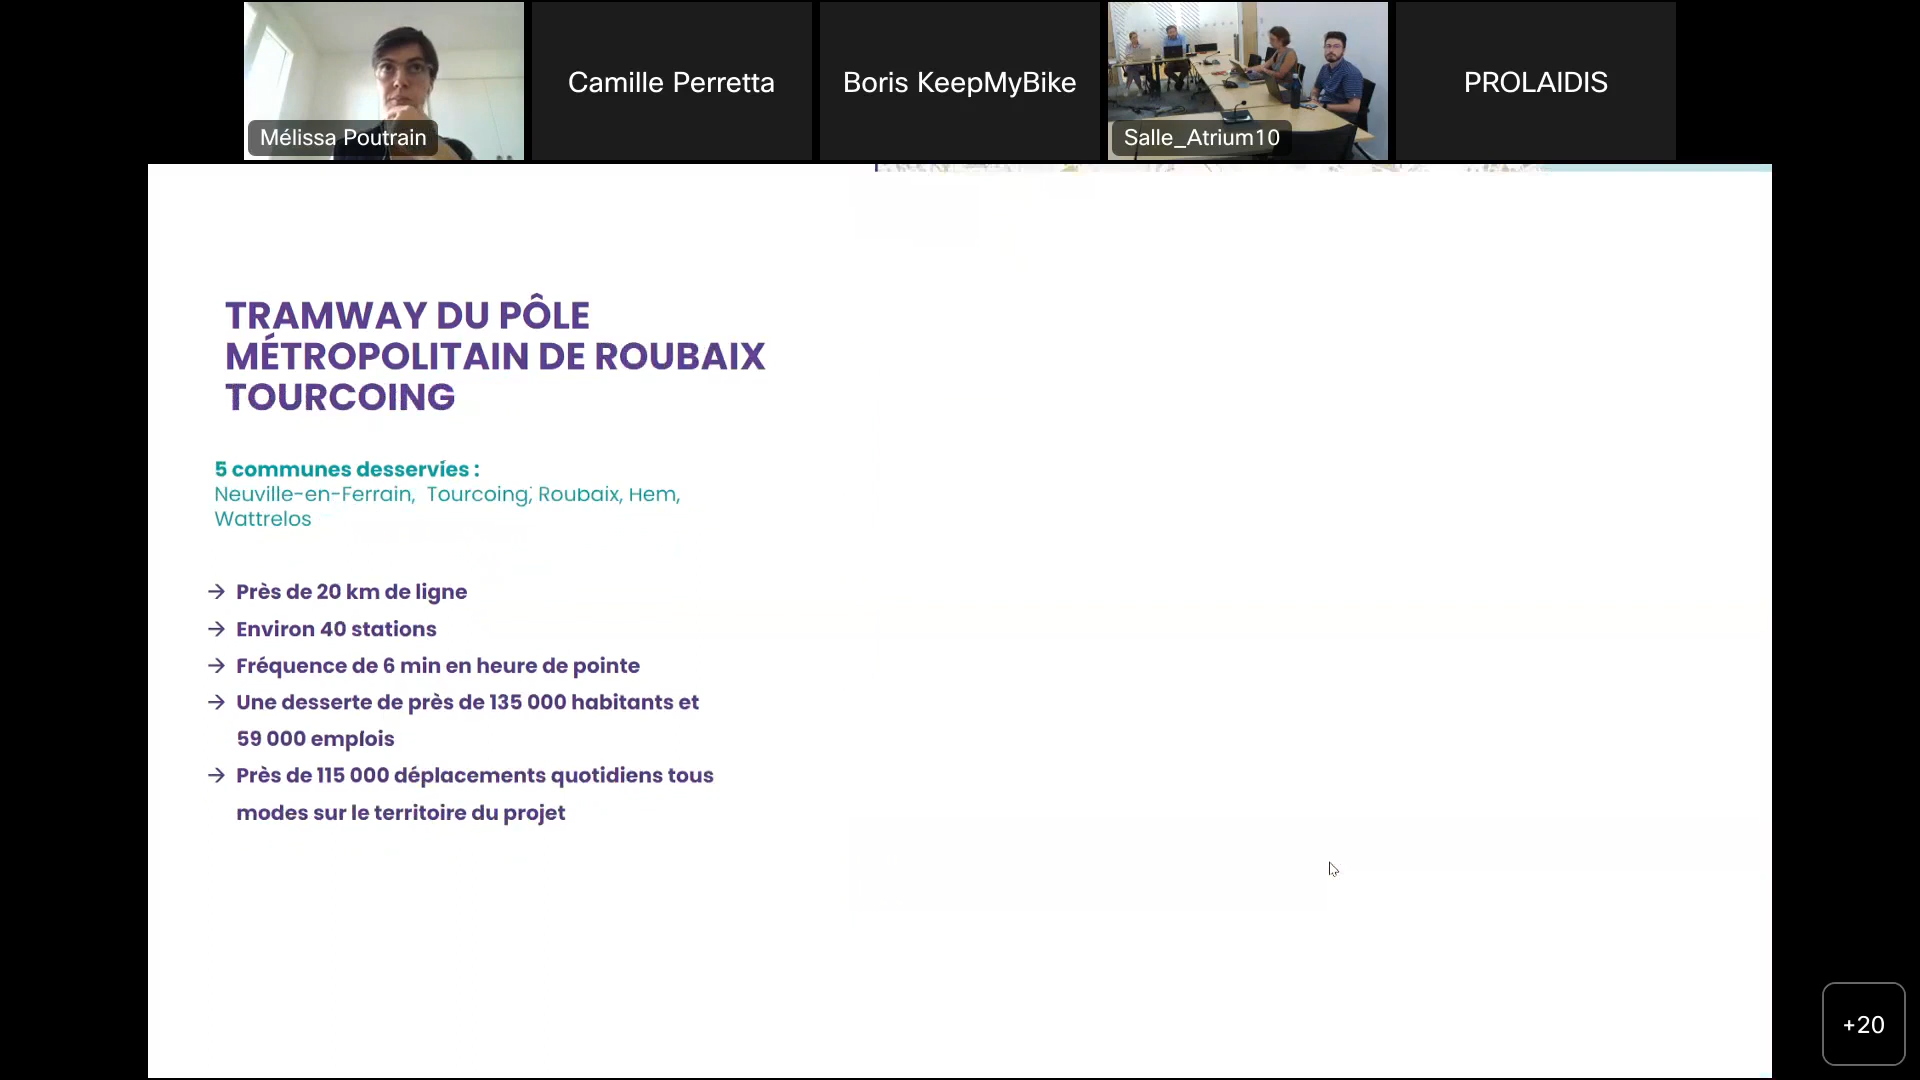 Mélissa Poutrain
Camille Perretta
Boris KeepMyBike
Salle_Atrium10
PROLAIDIS
TRAMWAY DU PÔLE
MÉTROPOLITAIN DE ROUBAIX
TOURCOING
5 communes desservies :
Neuville-en-Ferrain, Tourcoing, Roubaix, Hem,
Wattrelos
→ Près de 20 km de ligne
→ Environ 40 stations
→ Fréquence de 6 min en heure de pointe
→ Une desserte de près de 135 000 habitants et
59 000 emplois
→ Près de 115 000 déplacements quotidiens tous
modes sur le territoire du projet
+20